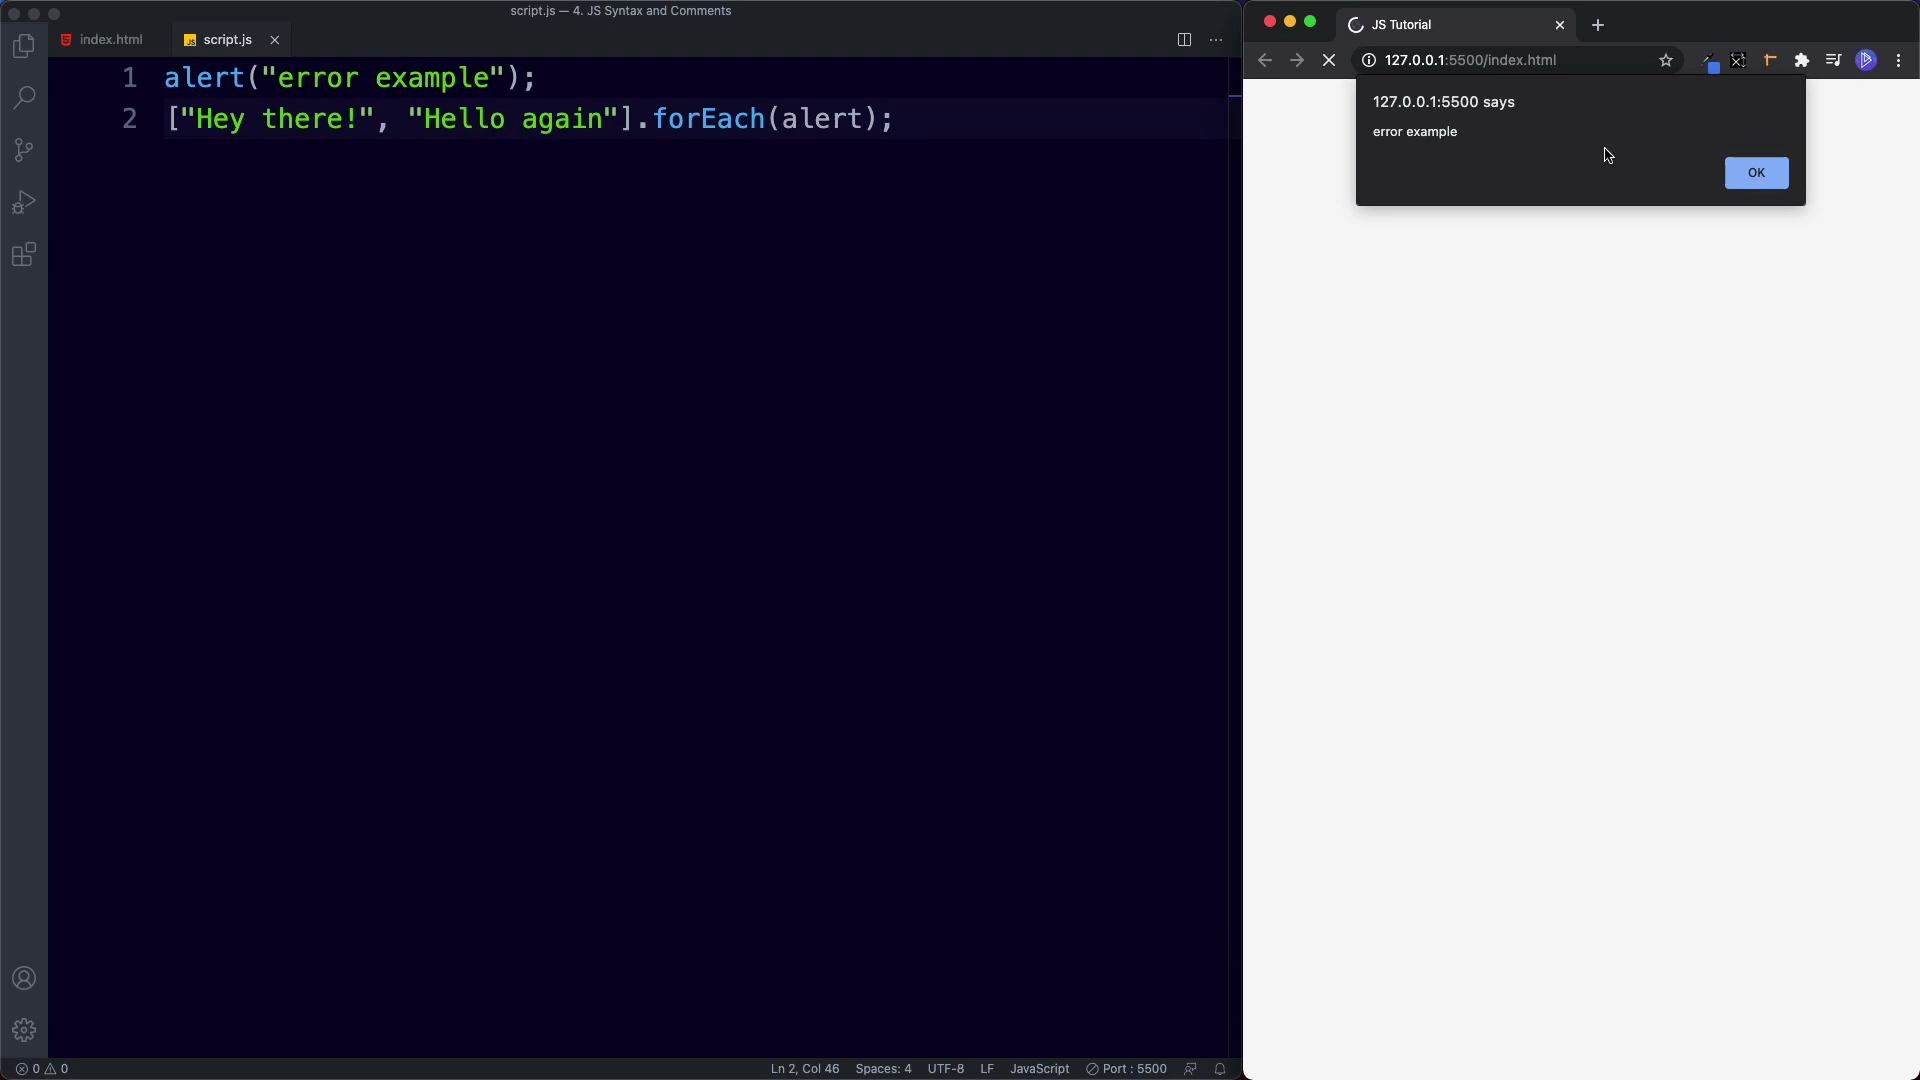 script.js — 4. JS Syntax and Comments
index.html
script.js
1 alert("error example");
2 ["Hey there!", "Hello again"].forEach(alert);
0 0
Ln 2, Col 46 Spaces: 4 UTF-8 LF JavaScript Port : 5500
JS Tutorial
127.0.0.1:5500/index.html
127.0.0.1:5500 says
error example
OK